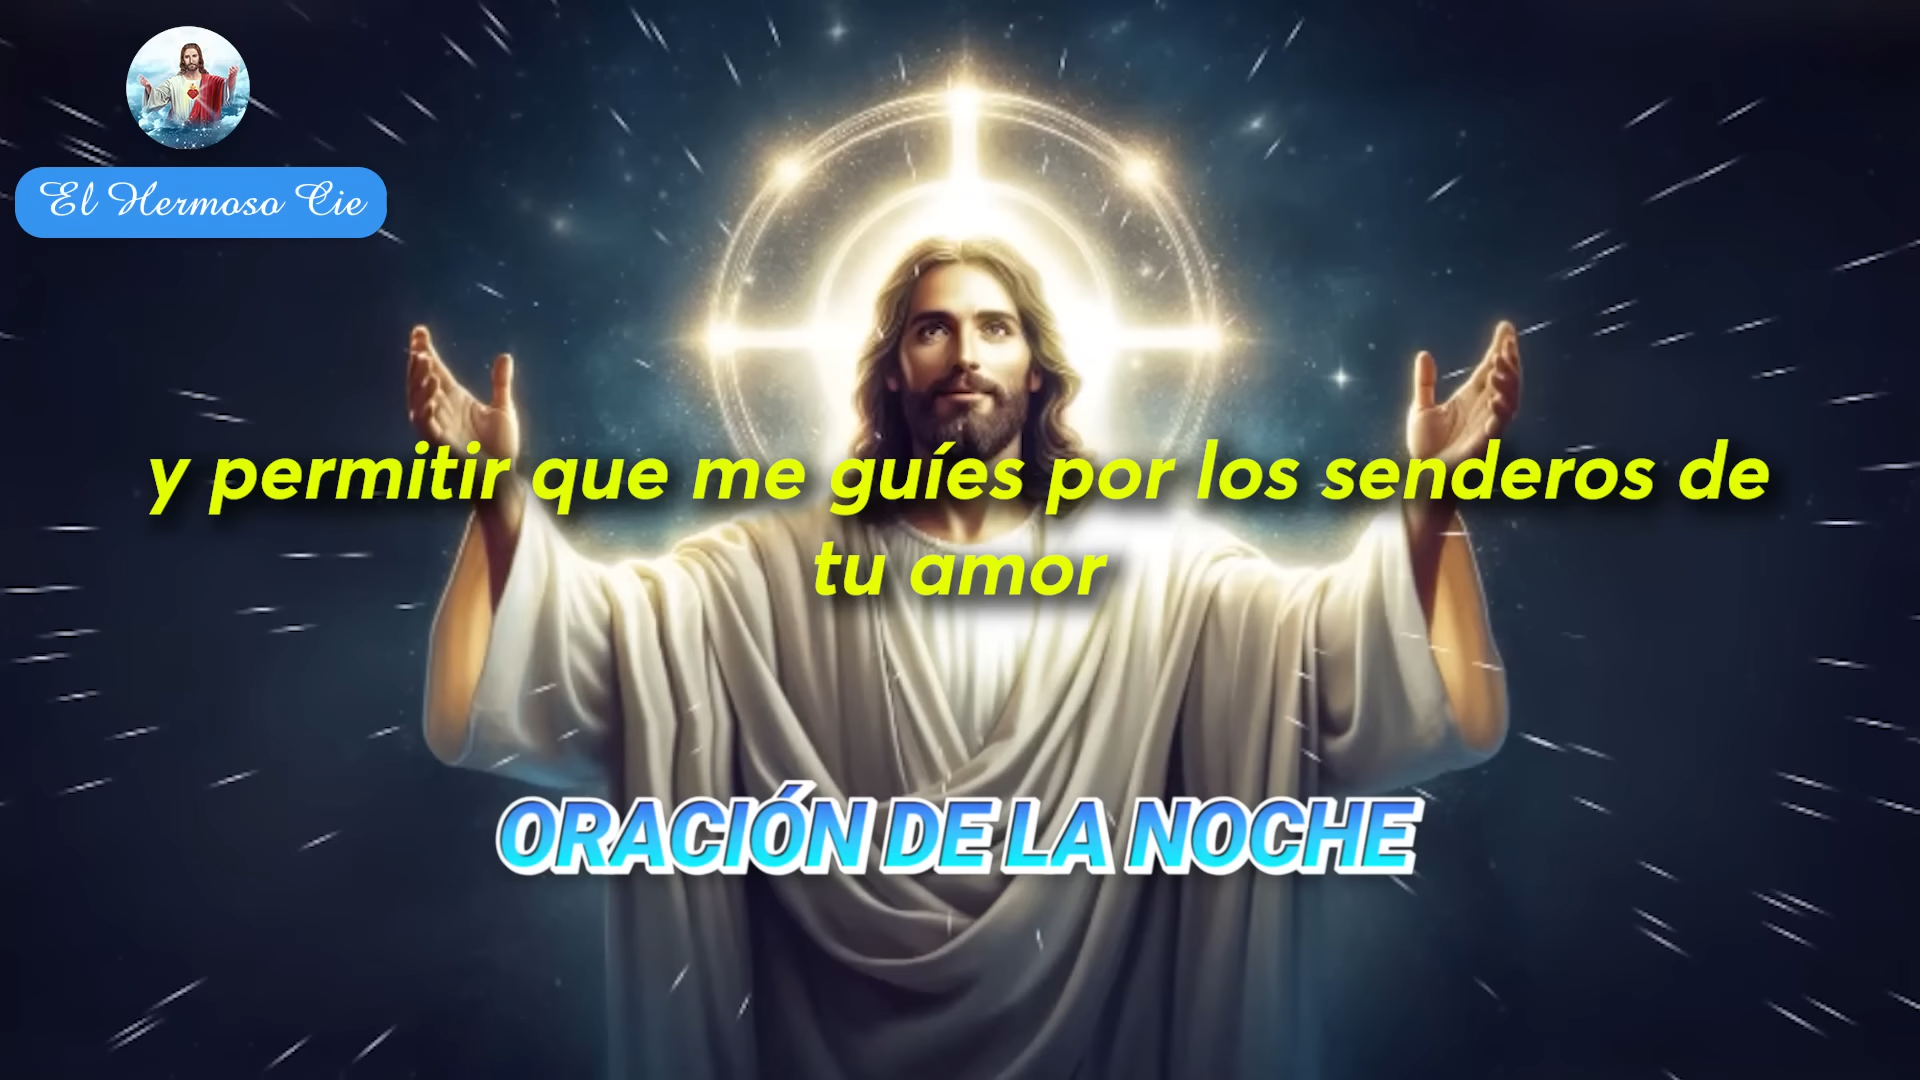 El Hermoso Cie
y permitir que me guíes por los senderos de
tu amor
ORACIÓN DE LA NOCHE